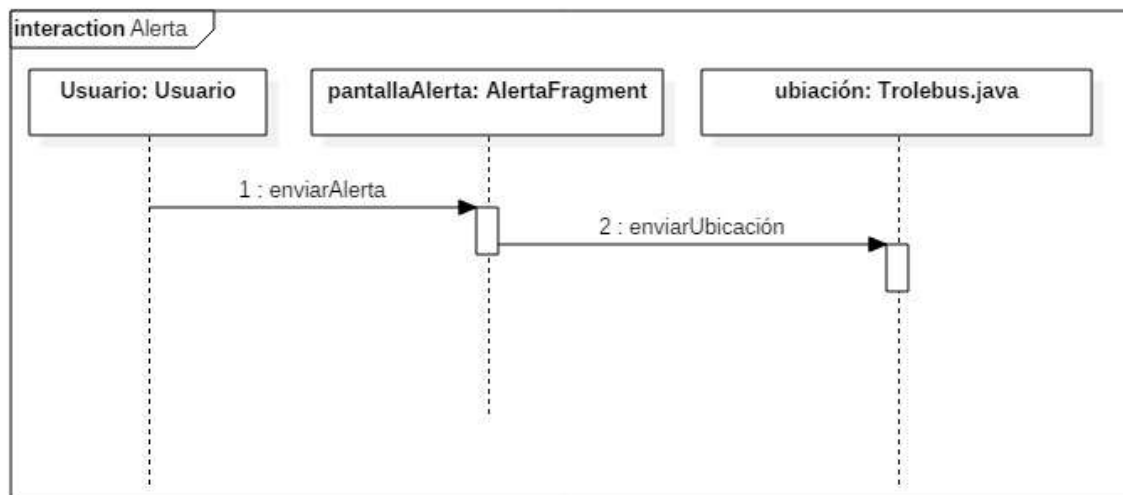 interaction Alerta
Usuario: Usuario
pantallaAlerta: AlertaFragment
ubiación: Trolebus.java
1 : enviarAlerta
2 : enviarUbicación